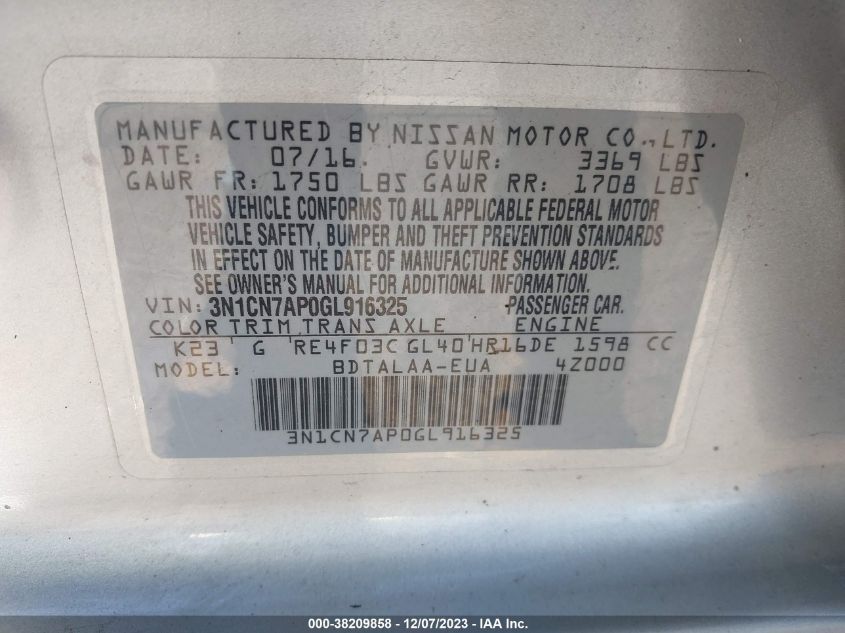 MANUFACTURED BY NISSAN MOTOR CO., LTD.
DATE: 07/16. GVWR: 3369 LBS
GAWR FR: 1750 LBS GAWR RR: 1708 LBS
THIS VEHICLE CONFORMS TO ALL APPLICABLE FEDERAL MOTOR
VEHICLE SAFETY, BUMPER AND THEFT PREVENTION STANDARDS
IN EFFECT ON THE DATE OF MANUFACTURE SHOWN ABOVE.
SEE OWNER'S MANUAL FOR ADDITIONAL INFORMATION.
VIN: 3N1CN7AP0GL916325 PASSENGER CAR.
COLOR TRIM TRANS AXLE ENGINE
K23 G RE4F03C GL40 HR16DE 1598 CC
MODEL: BDTALAA-EUA 4Z000
3N1CN7AP0GL916325
000-38209858 - 12/07/2023 - IAA Inc.